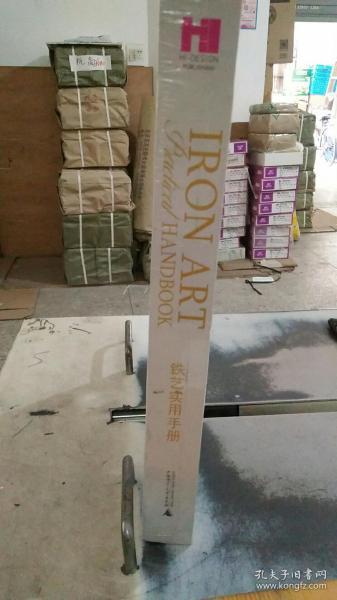 HI-DESIGN
PUBLISHING
IRON ART
Practical HANDBOOK
铁艺实用手册
孔夫子旧书网
www.kongfz.com